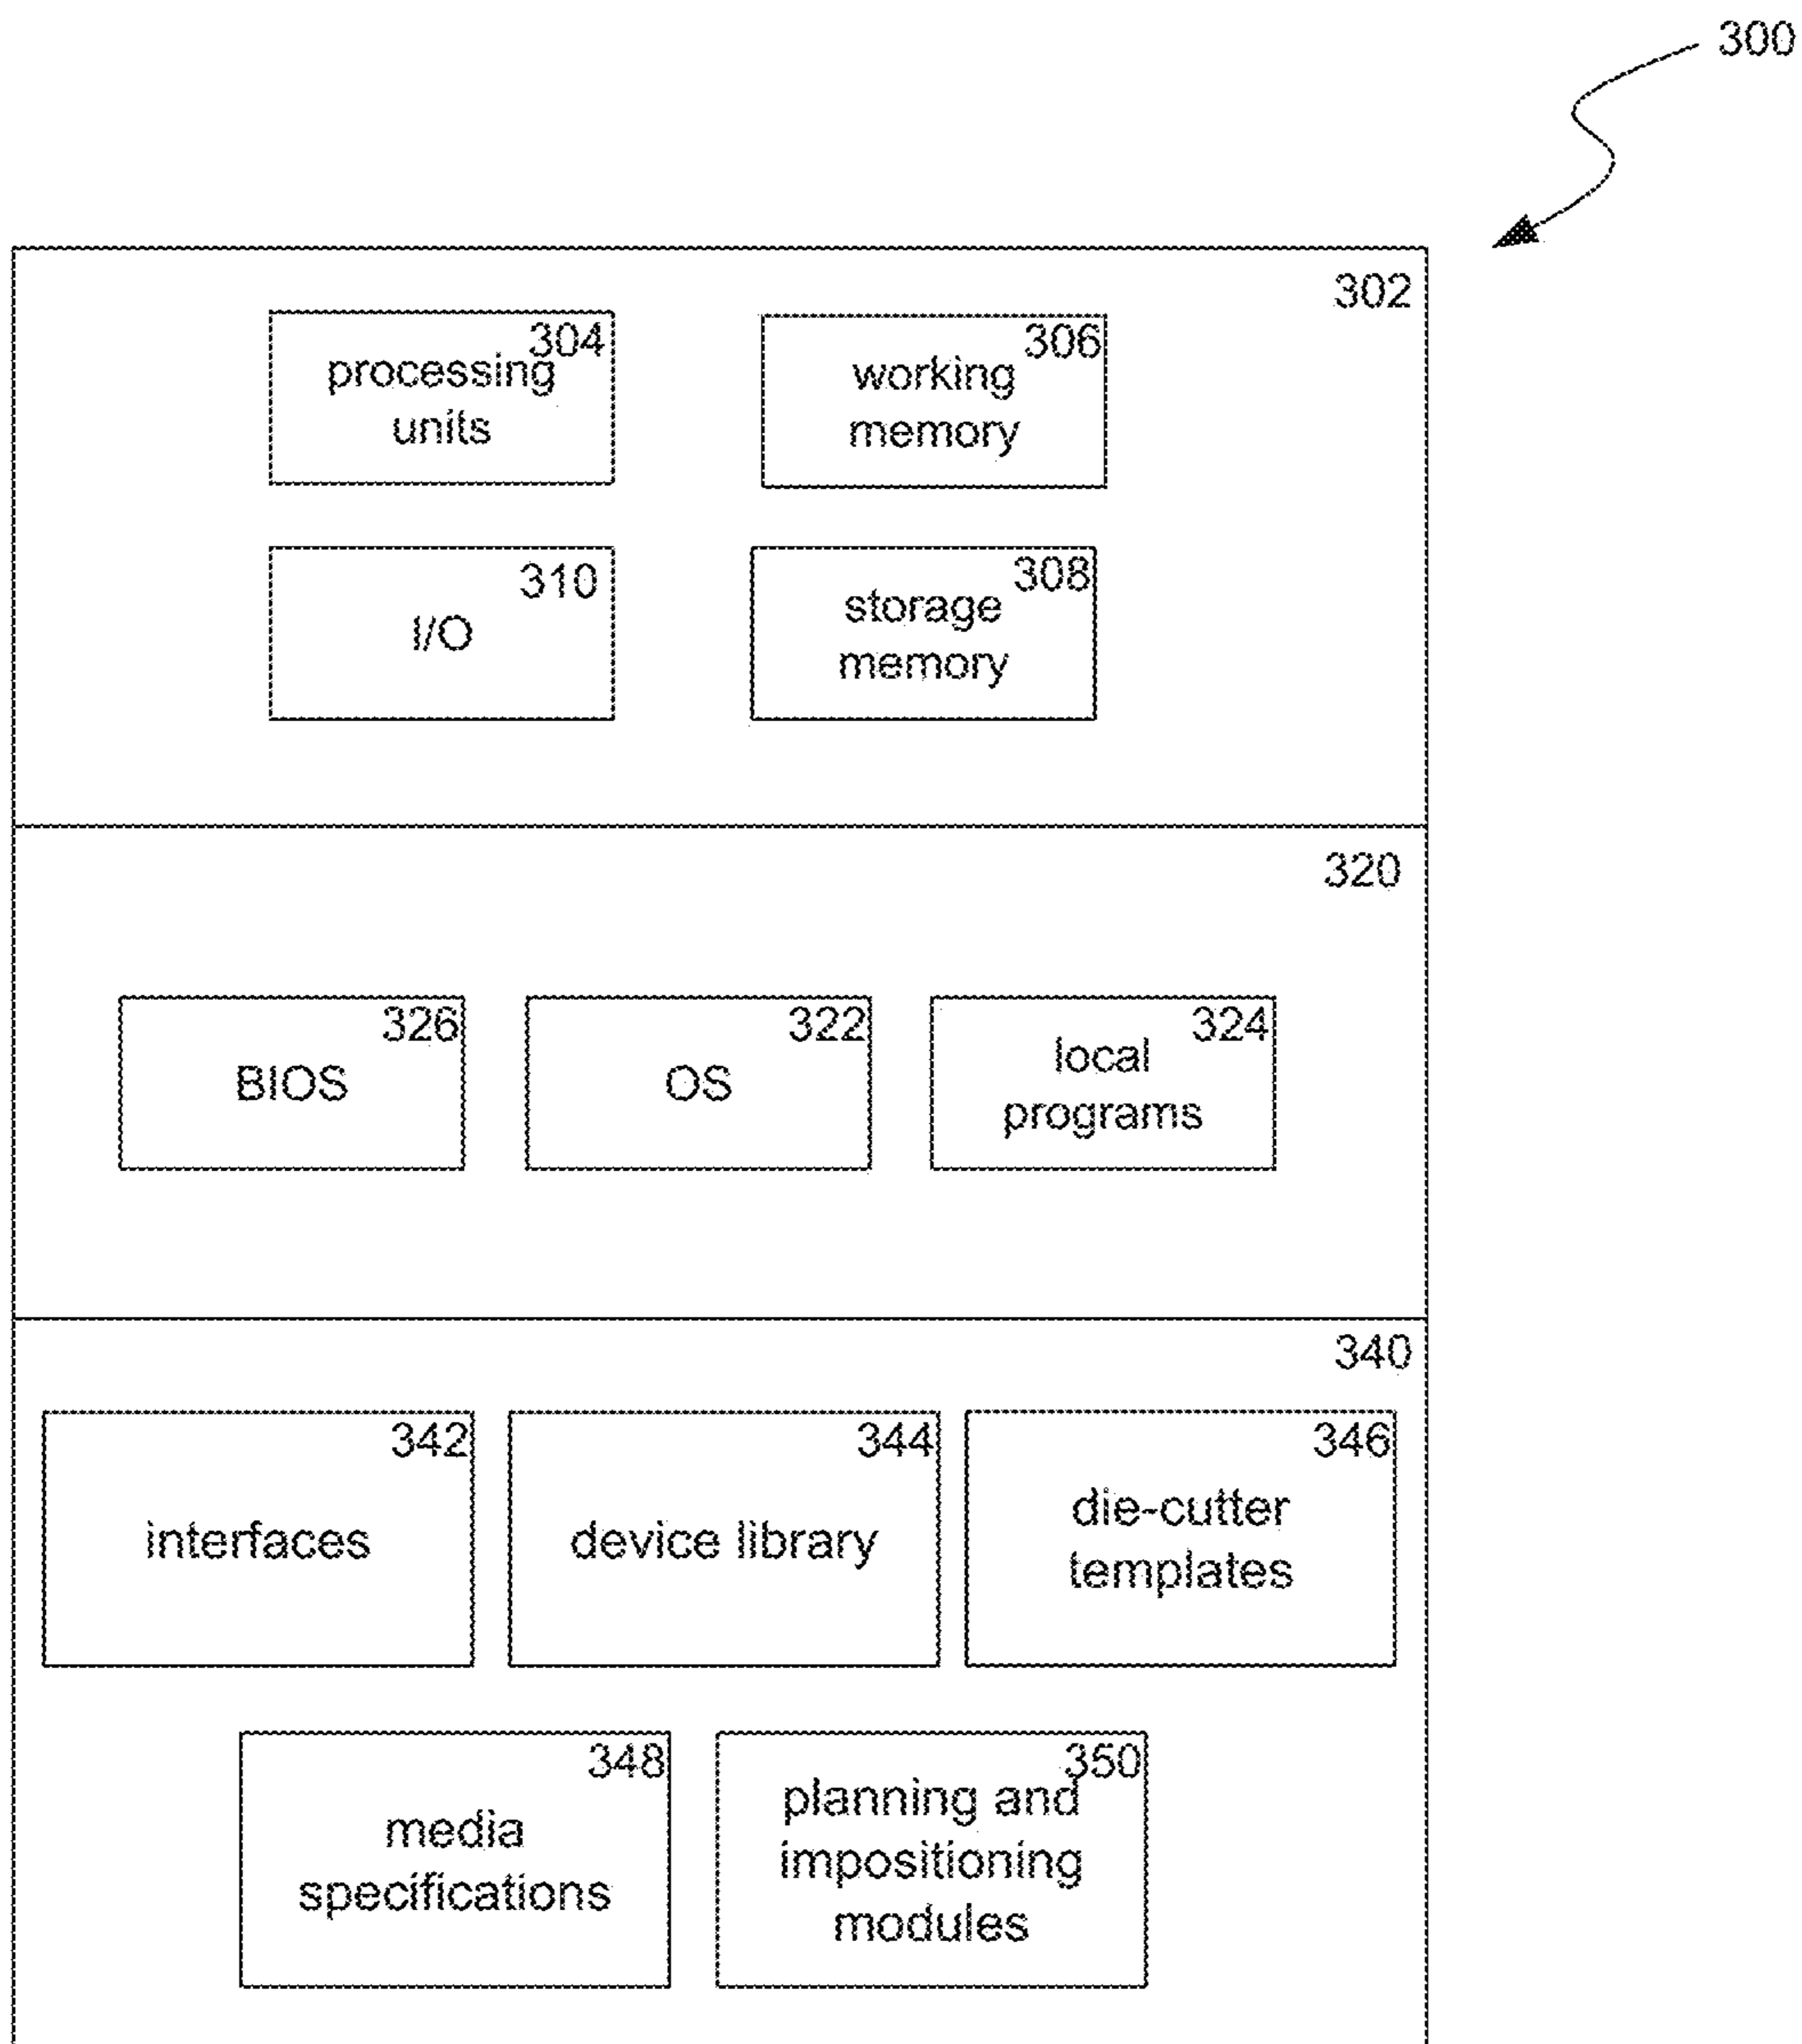 300
302
304
processing
units
306
working
memory
310
I/O
308
storage
memory
320
326
BIOS
322
OS
324
local
programs
340
342
interfaces
344
device library
346
die-cutter
templates
348
media
specifications
350
planning and
impositioning
modules